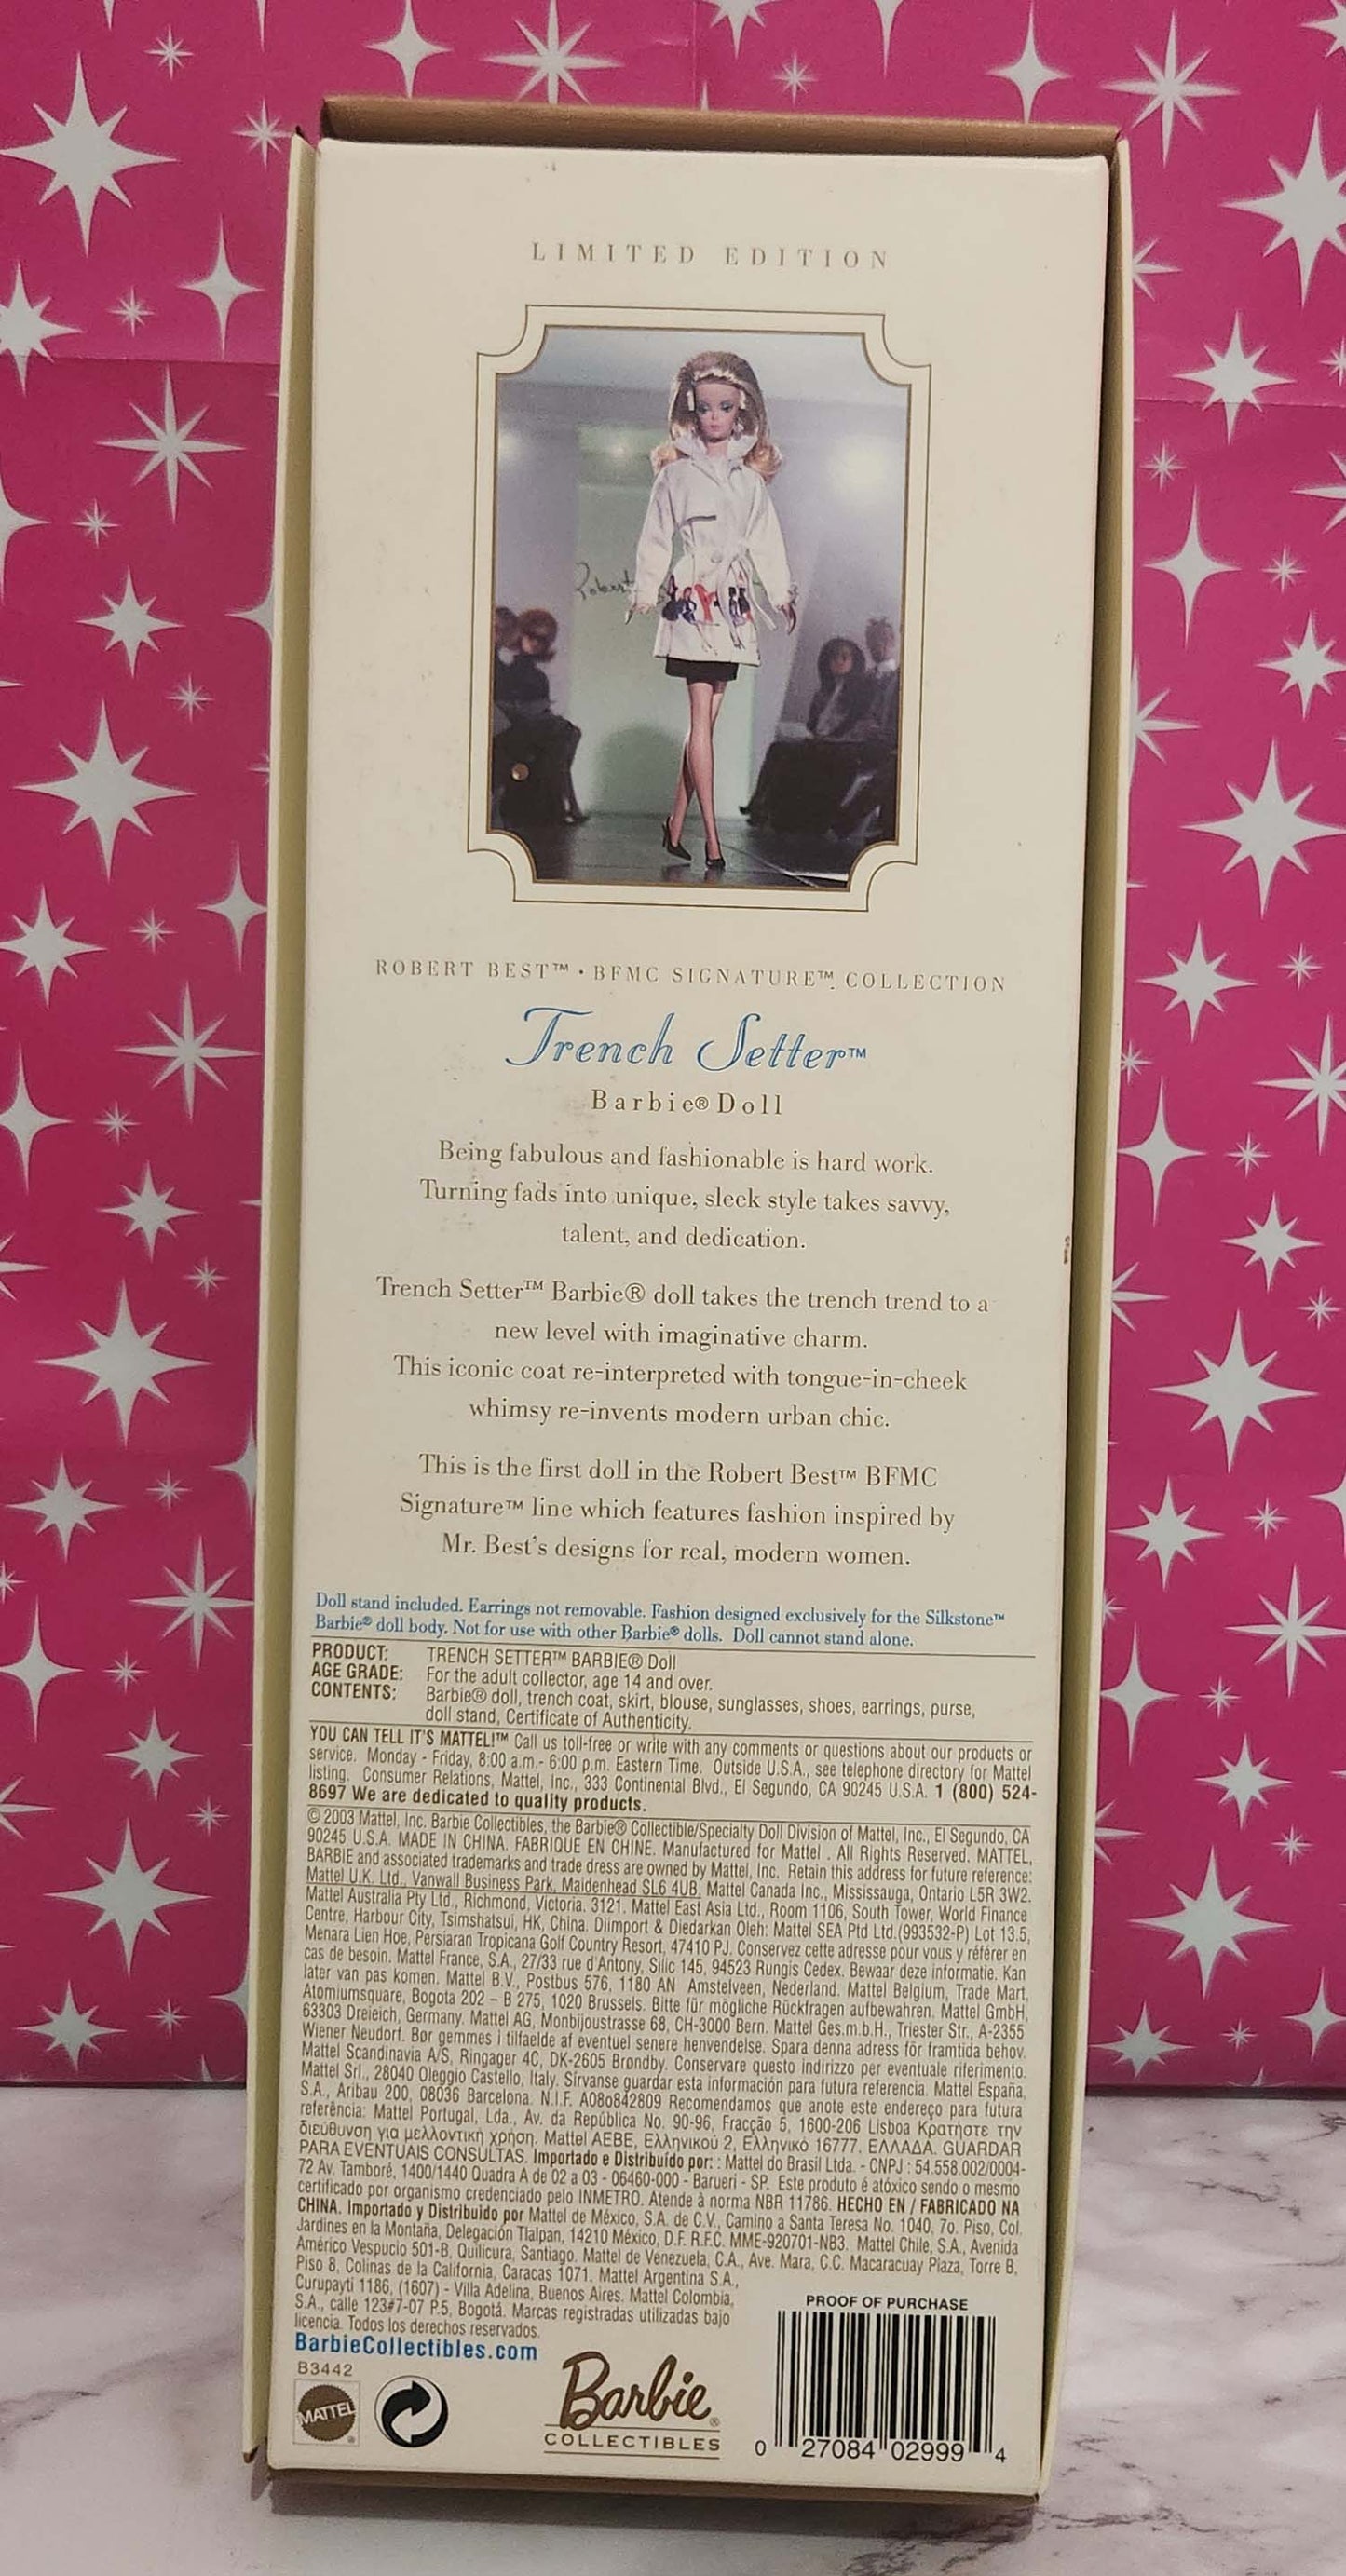 LIMITED EDITION
Robert
ROBERT BEST™ • BFMC SIGNATURE™ COLLECTION
Trench Setter™
Barbie® Doll
Being fabulous and fashionable is hard work.
Turning fads into unique, sleek style takes savvy,
talent, and dedication.
Trench Setter™ Barbie® doll takes the trench trend to a
new level with imaginative charm.
This iconic coat re-interpreted with tongue-in-cheek
whimsy re-invents modern urban chic.
This is the first doll in the Robert Best™ BFMC
Signature™ line which features fashion inspired by
Mr. Best's designs for real, modern women.
Doll stand included. Earrings not removable. Fashion designed exclusively for the Silkstone™
Barbie® doll body. Not for use with other Barbie® dolls. Doll cannot stand alone.
PRODUCT: TRENCH SETTER™ BARBIE® Doll
AGE GRADE: For the adult collector, age 14 and over.
CONTENTS: Barbie® doll, trench coat, skirt, blouse, sunglasses, shoes, earrings, purse,
doll stand, Certificate of Authenticity.
YOU CAN TELL IT'S MATTEL!™ Call us toll-free or write with any comments or questions about our products or
service. Monday - Friday, 8:00 a.m.- 6:00 p.m. Eastern Time. Outside U.S.A., see telephone directory for Mattel
listing. Consumer Relations, Mattel, Inc., 333 Continental Blvd., El Segundo, CA 90245 U.S.A. 1 (800) 524-
8697 We are dedicated to quality products.
© 2003 Mattel, Inc. Barbie Collectibles, the Barbie® Collectible/Specialty Doll Division of Mattel, Inc., El Segundo, CA
90245 U.S.A. MADE IN CHINA. FABRIQUE EN CHINE. Manufactured for Mattel . All Rights Reserved. MATTEL,
BARBIE and associated trademarks and trade dress are owned by Mattel, Inc. Retain this address for future reference:
Mattel U.K. Ltd., Vanwall Business Park, Maidenhead SL6 4UB. Mattel Canada Inc., Mississauga, Ontario L5R 3W2.
Mattel Australia Pty Ltd., Richmond, Victoria. 3121. Mattel East Asia Ltd., Room 1106, South Tower, World Finance
Centre, Harbour City, Tsimshatsui, HK, China. Diimport & Diedarkan Oleh: Mattel SEA Ptd Ltd.(993532-P) Lot 13.5,
Menara Lien Hoe, Persiaran Tropicana Golf Country Resort, 47410 PJ. Conservez cette adresse pour vous y référer en
cas de besoin. Mattel France, S.A., 27/33 rue d'Antony, Silic 145, 94523 Rungis Cedex. Bewaar deze informatie. Kan
later van pas komen. Mattel B.V., Postbus 576, 1180 AN Amstelveen, Nederland. Mattel Belgium, Trade Mart,
Atomiumsquare, Bogota 202 – B 275, 1020 Brussels. Bitte für mögliche Rückfragen aufbewahren. Mattel GmbH,
63303 Dreieich, Germany. Mattel AG, Monbijoustrasse 68, CH-3000 Bern. Mattel Ges.m.b.H., Triester Str., A-2355
Wiener Neudorf. Bør gemmes i tilfaelde af eventuel senere henvendelse. Spara denna adress för framtida behov.
Mattel Scandinavia A/S, Ringager 4C, DK-2605 Brøndby. Conservare questo indirizzo per eventuale riferimento.
Mattel Srl., 28040 Oleggio Castello, Italy. Sírvanse guardar esta información para futura referencia. Mattel España,
S.A., Aribau 200, 08036 Barcelona. N.I.F. A08o842809 Recomendamos que anote este endereço para futura
referência: Mattel Portugal, Lda., Av. da República No. 90-96, Fracção 5, 1600-206 Lisboa Κρατήστε την
διεύθυνση για μελλοντική χρήση. Mattel AEBE, Ελληνικού 2, Ελληνικό 16777, ΕΛΛΑΔΑ. GUARDAR
PARA EVENTUAIS CONSULTAS. Importado e Distribuído por: : Mattel do Brasil Ltda. - CNPJ : 54.558.002/0004-
72 Av. Tamboré, 1400/1440 Quadra A de 02 a 03 - 06460-000 - Barueri - SP. Este produto é atóxico sendo o mesmo
certificado por organismo credenciado pelo INMETRO. Atende à norma NBR 11786. HECHO EN / FABRICADO NA
CHINA. Importado y Distribuido por Mattel de México, S.A. de C.V., Camino a Santa Teresa No. 1040, 7o. Piso, Col.
Jardines en la Montaña, Delegación Tlalpan, 14210 México, D.F. R.F.C. MME-920701-NB3. Mattel Chile, S.A., Avenida
Américo Vespucio 501-B, Quilicura, Santiago. Mattel de Venezuela, C.A., Ave. Mara, C.C. Macaracuay Plaza, Torre B,
Piso 8, Colinas de la California, Caracas 1071. Mattel Argentina S.A.,
Curupaytí 1186, (1607) - Villa Adelina, Buenos Aires. Mattel Colombia,
S.A., calle 123#7-07 P.5, Bogotá. Marcas registradas utilizadas bajo
licencia. Todos los derechos reservados.
BarbieCollectibles.com
B3442
MATTEL
Barbie®
COLLECTIBLES
PROOF OF PURCHASE
0 27084 02999 4